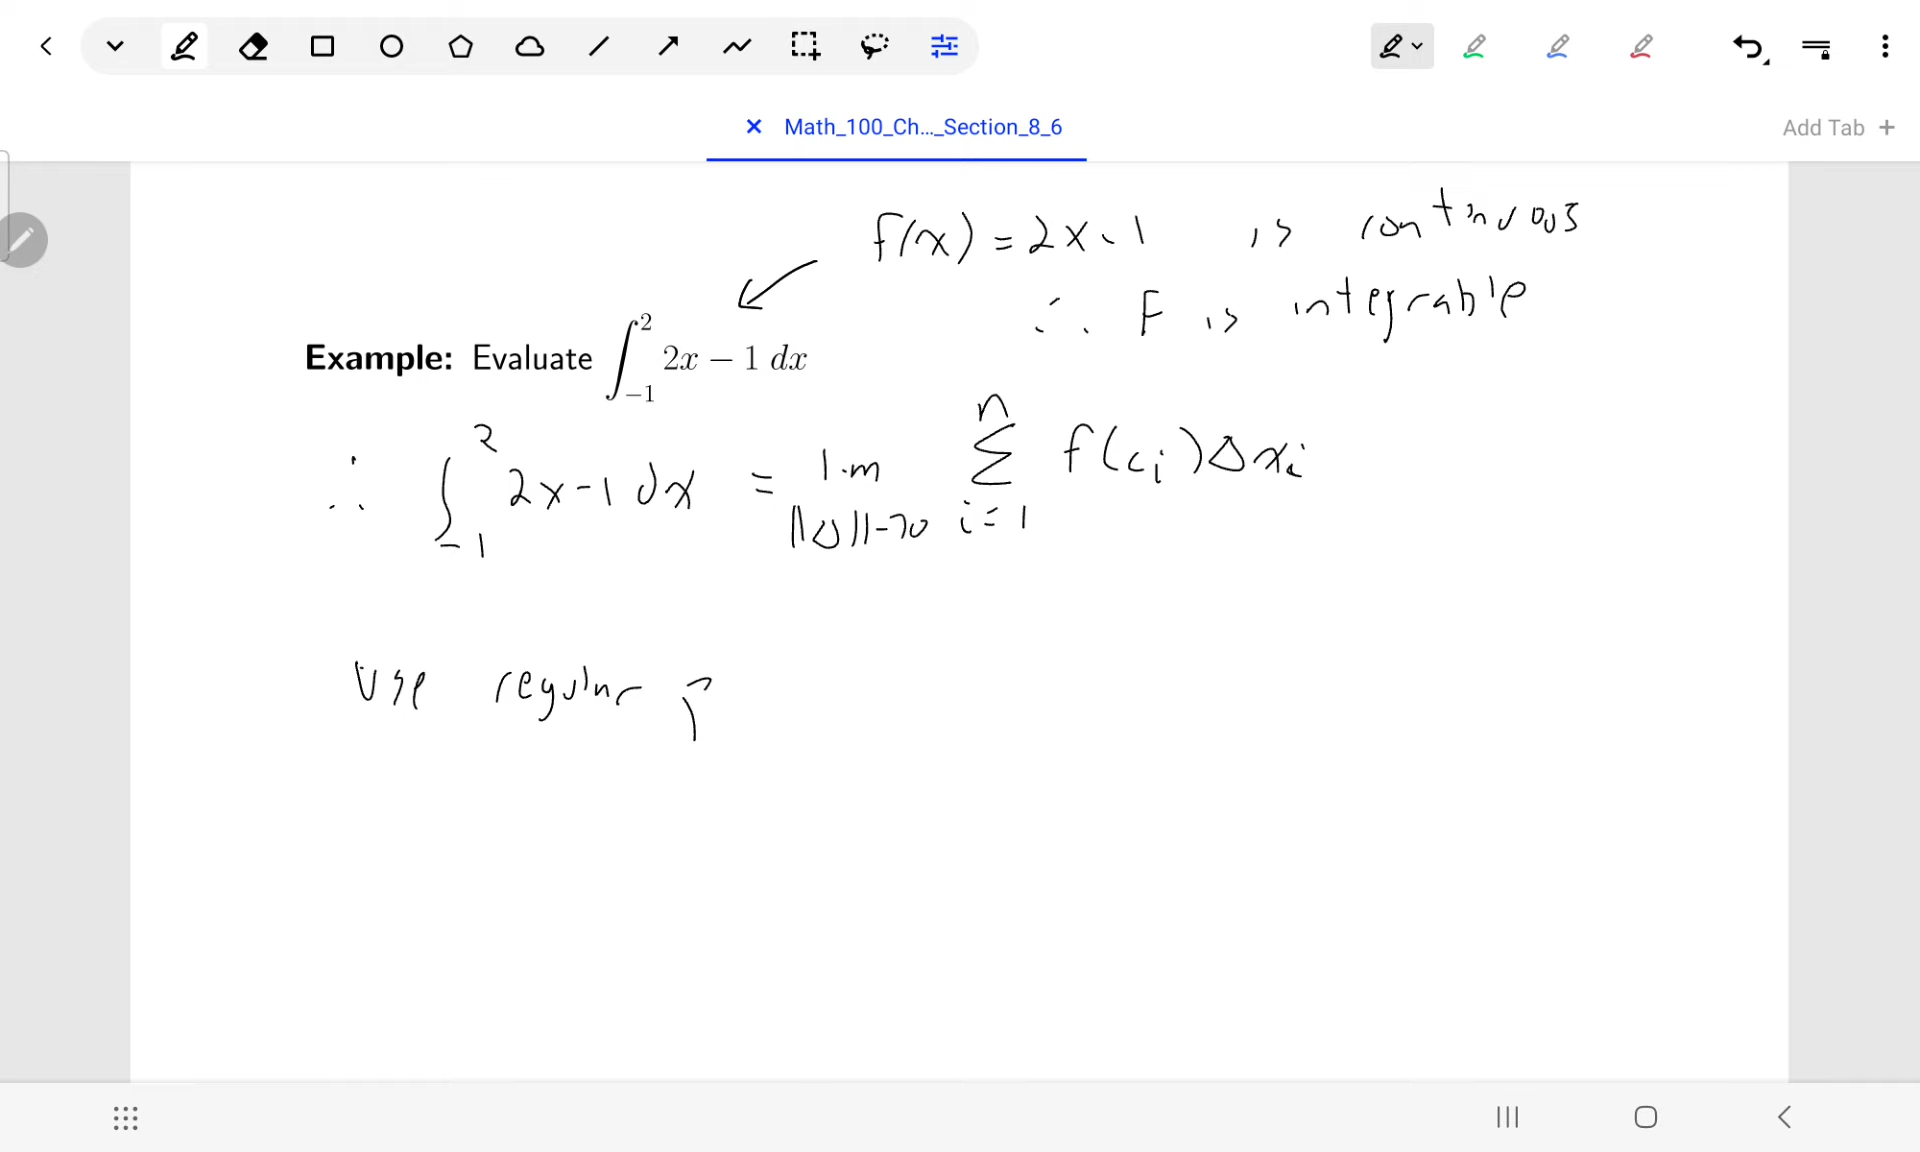 Math_100_Ch..._Section_8_6
Add Tab +
f(x) = 2x-1 is continuous
∴ F is integrable
Example: Evaluate ∫_{-1}^{2} 2x − 1 dx
∴ ∫_{-1}^{2} 2x-1 dx = lim_{||Δ||→0} Σ_{i=1}^{n} f(c_i)Δx_i
Use regular p